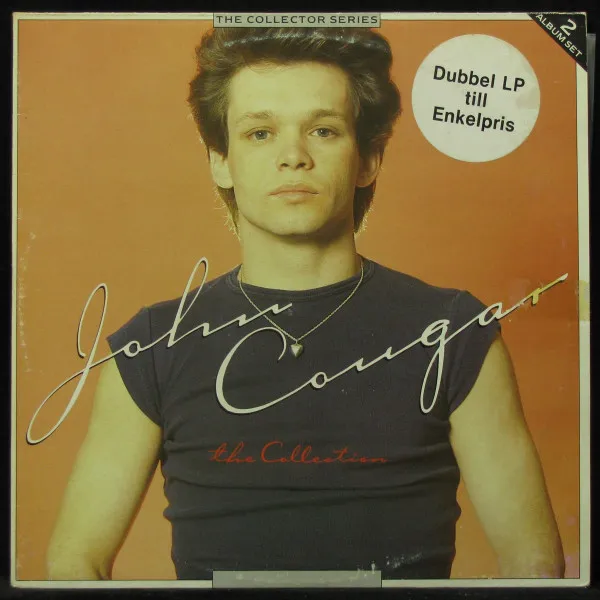 THE COLLECTOR SERIES
2
ALBUM SET
Dubbel LP
till
Enkelpris
John
Cougar
the Collection